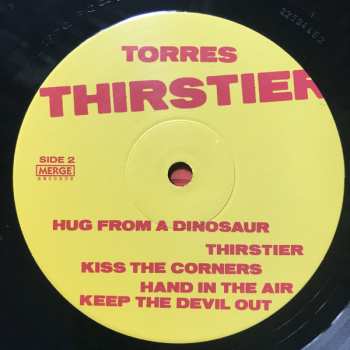 TORRES
THIRSTIER
SIDE 2
MERGE
RECORDS
HUG FROM A DINOSAUR
THIRSTIER
KISS THE CORNERS
HAND IN THE AIR
KEEP THE DEVIL OUT